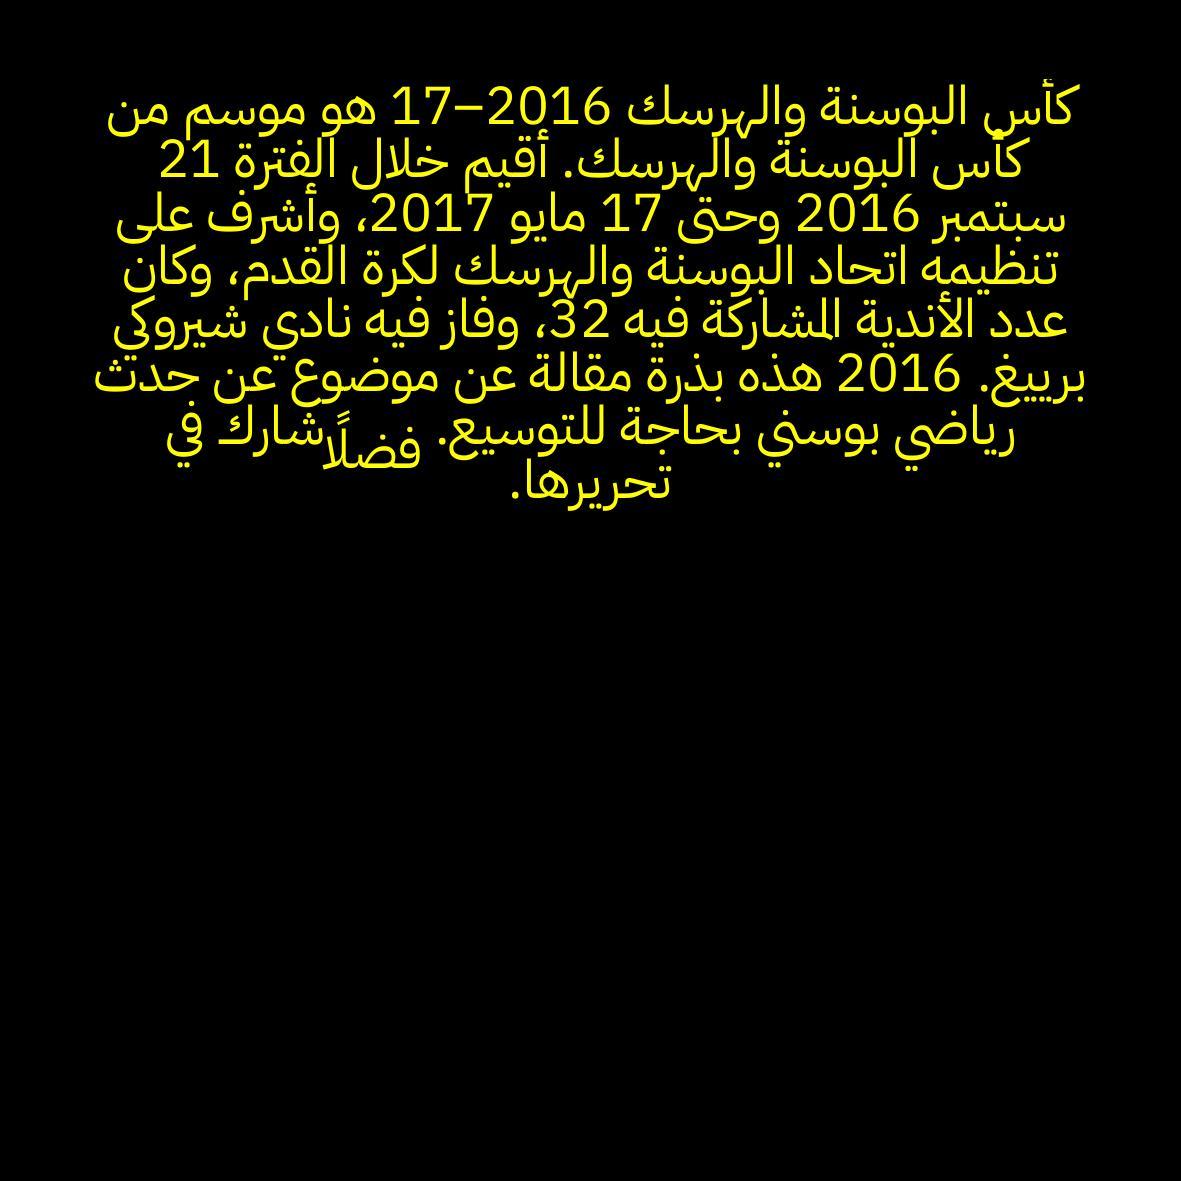 كأس البوسنة والهرسك 2016–17 هو موسم من
كأس البوسنة والهرسك. أقيم خلال الفترة 21
سبتمبر 2016 وحتى 17 مايو 2017، وأشرف على
تنظيمه اتحاد البوسنة والهرسك لكرة القدم، وكان
عدد الأندية المشاركة فيه 32، وفاز فيه نادي شيروكي
برييغ. 2016 هذه بذرة مقالة عن موضوع عن حدث
رياضي بوسني بحاجة للتوسيع. فضلًا شارك في
تحريرها.